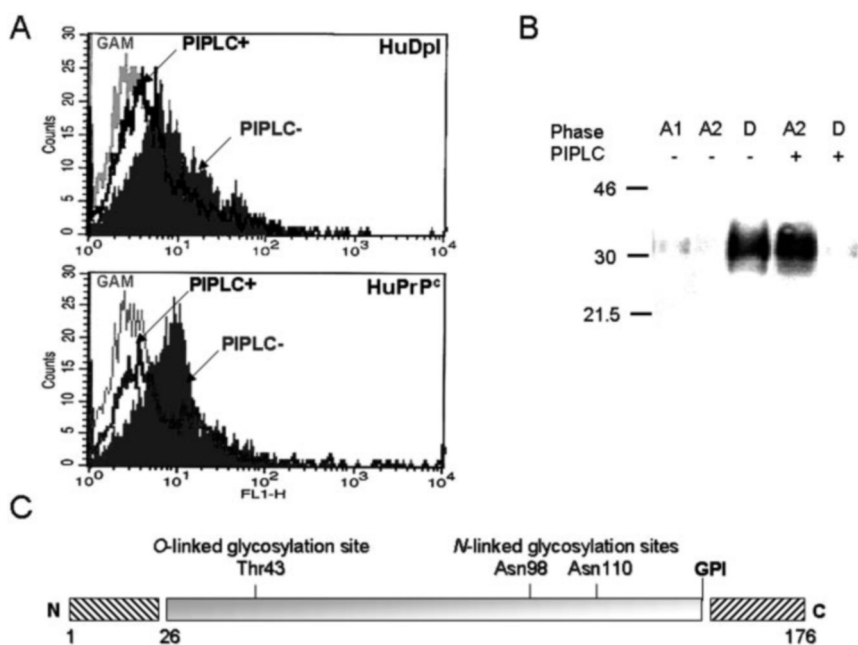 A
GAM
PIPLC+
HuDpl
PIPLC-
Counts
30
25
20
15
10
5
0
10⁰ 10¹ 10² 10³ 10⁴
GAM
PIPLC+
HuPrPᶜ
PIPLC-
Counts
30
25
20
15
10
5
0
10⁰ 10¹ 10² 10³ 10⁴
FL1-H
B
Phase A1 A2 D A2 D
PIPLC - - - + +
46
30
21.5
C
O-linked glycosylation site
Thr43
N-linked glycosylation sites
Asn98 Asn110 GPI
N C
1 26 176